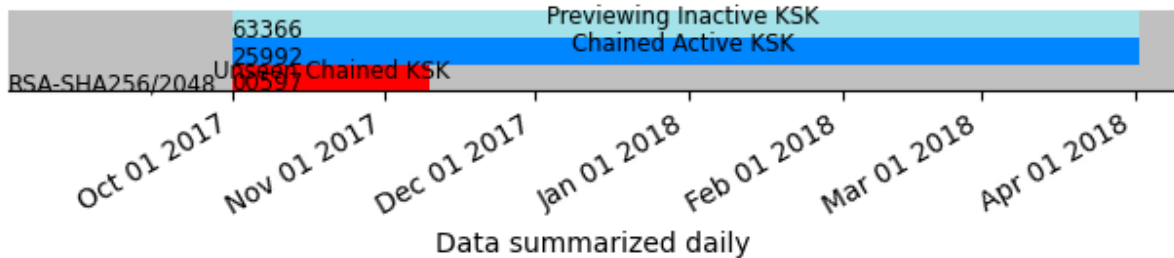 Previewing Inactive KSK
63366
Chained Active KSK
25992
Unseen Chained KSK
RSA-SHA256/2048 00597
Oct 01 2017
Nov 01 2017
Dec 01 2017
Jan 01 2018
Feb 01 2018
Mar 01 2018
Apr 01 2018
Data summarized daily